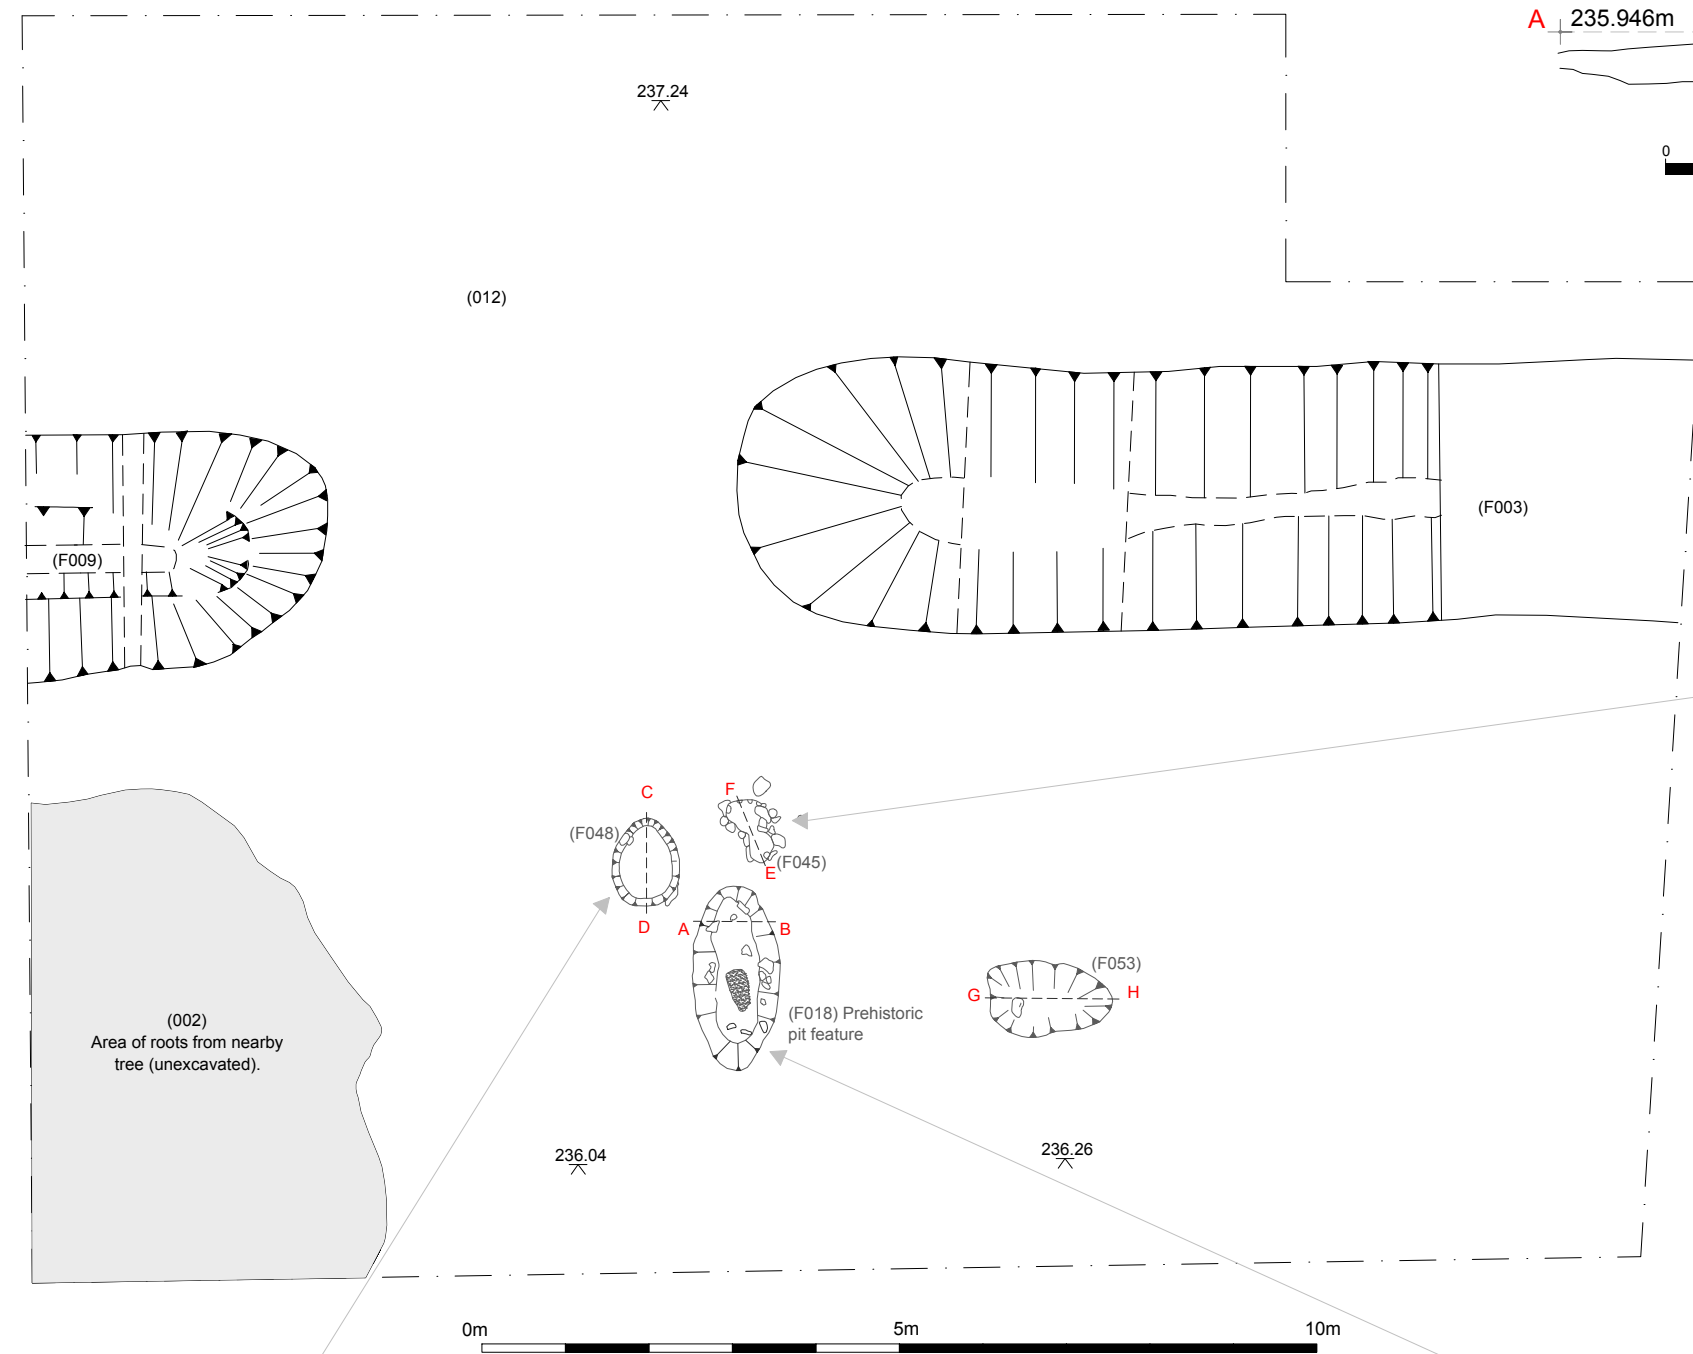 A 235.946m
237.24
0
(012)
(F003)
(F009)
C
F
(F048)
(F045)
E
D
A
B
(F053)
G
H
(F018) Prehistoric
pit feature
(002)
Area of roots from nearby
tree (unexcavated).
236.04
236.26
0m
5m
10m